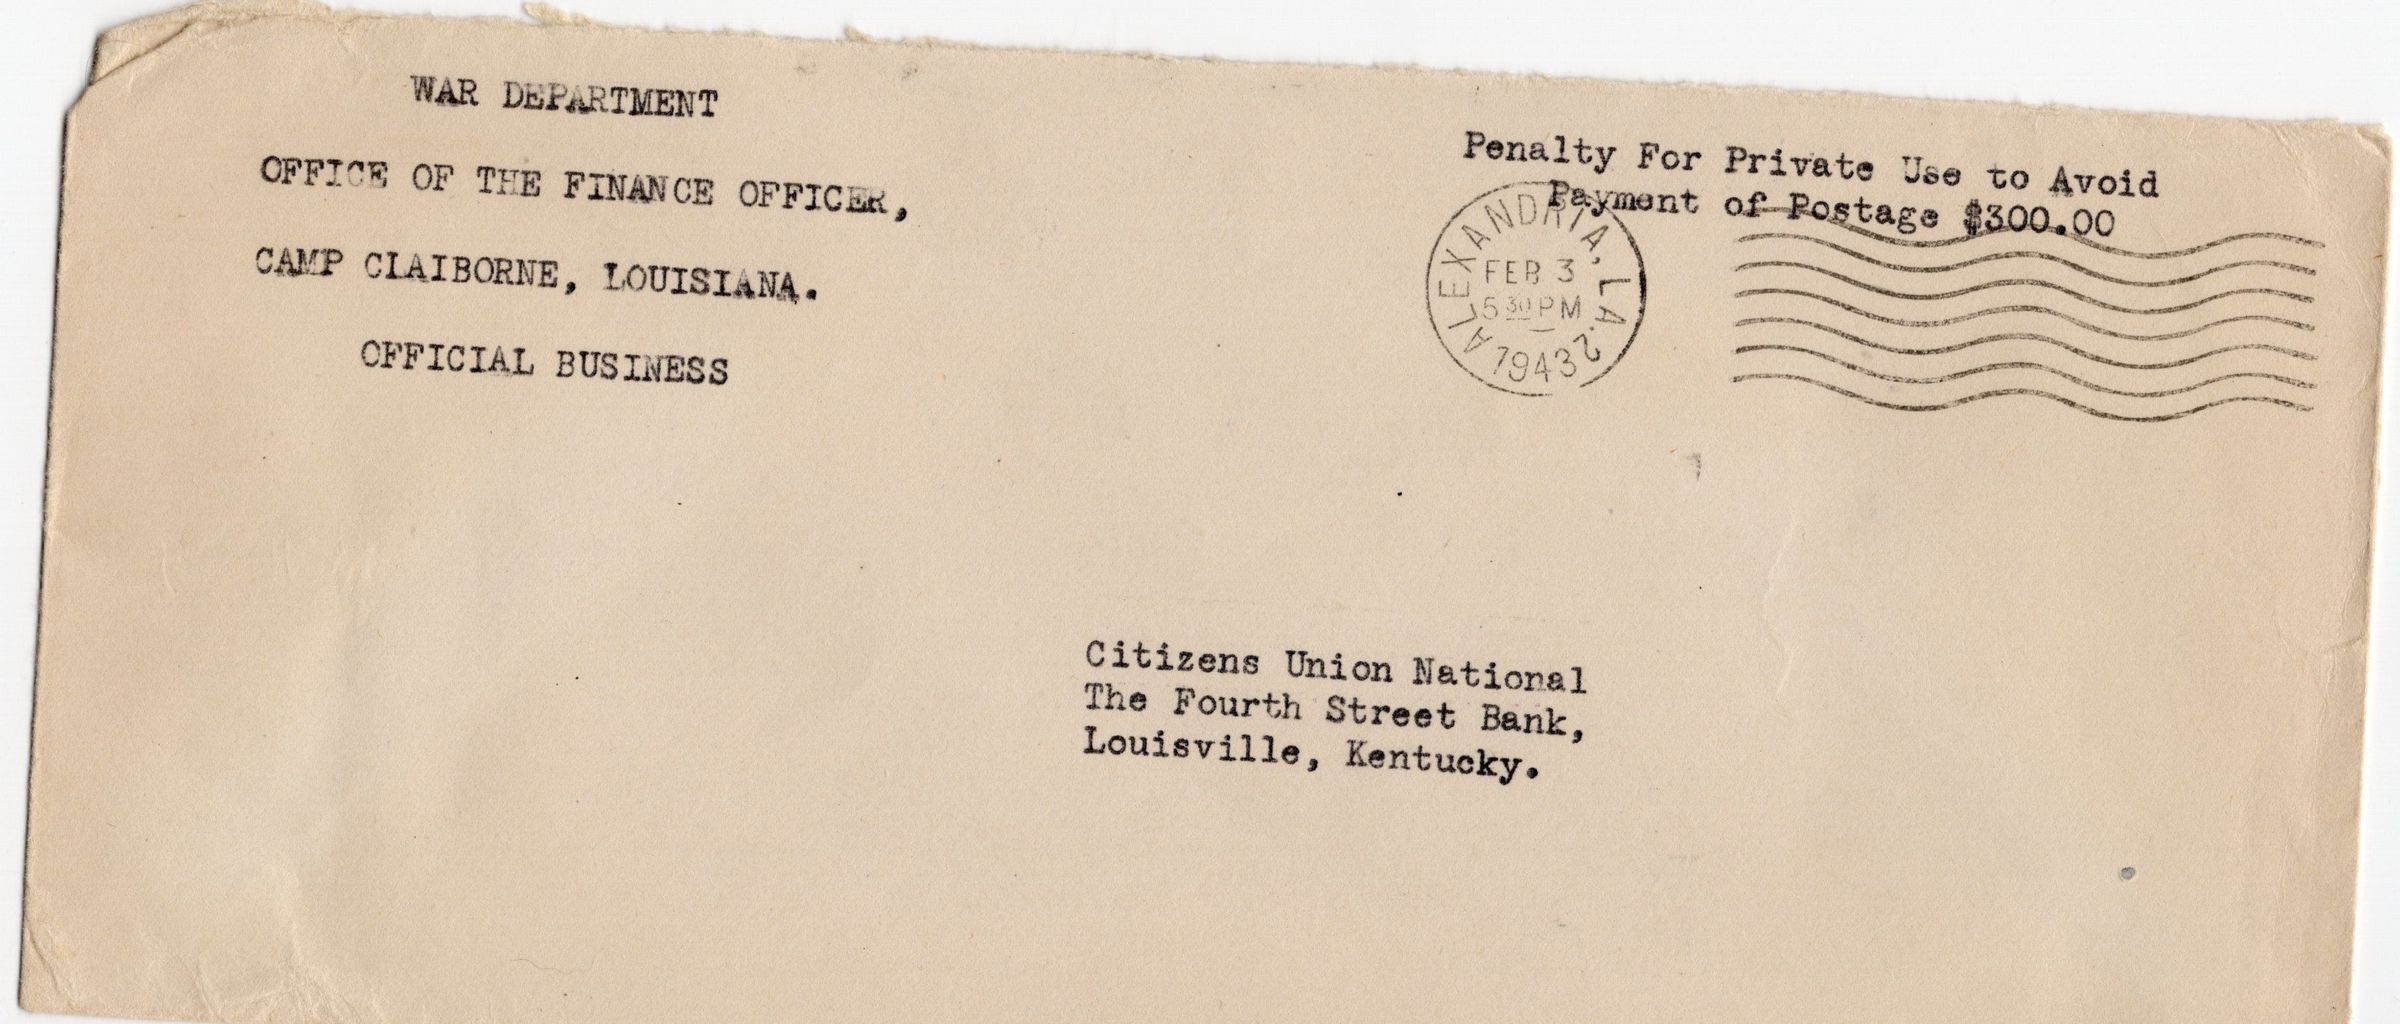 WAR DEPARTMENT
OFFICE OF THE FINANCE OFFICER,
CAMP CLAIBORNE, LOUISIANA.
OFFICIAL BUSINESS
Penalty For Private Use to Avoid
Payment of Postage $300.00
ALEXANDRIA, LA. 2
FEB 3
5 30 PM
1943
Citizens Union National
The Fourth Street Bank,
Louisville, Kentucky.